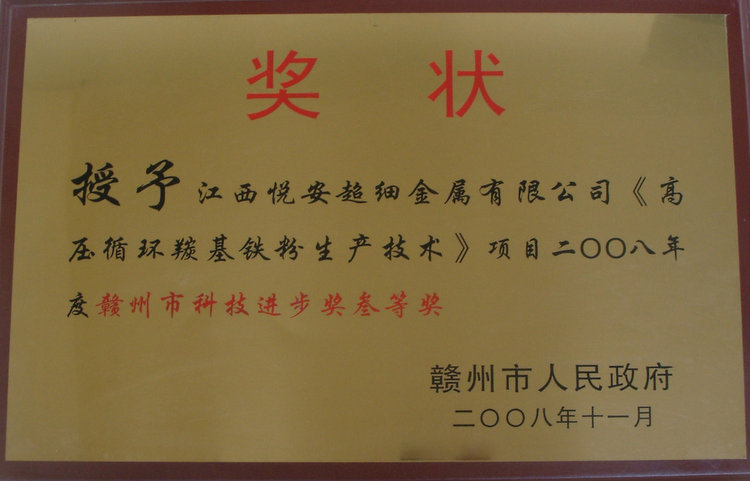 奖 状
授予江西悦安超细金属有限公司《高
压循环羰基铁粉生产技术》项目二〇〇八年
度赣州市科技进步奖叁等奖
赣州市人民政府
二〇〇八年十一月